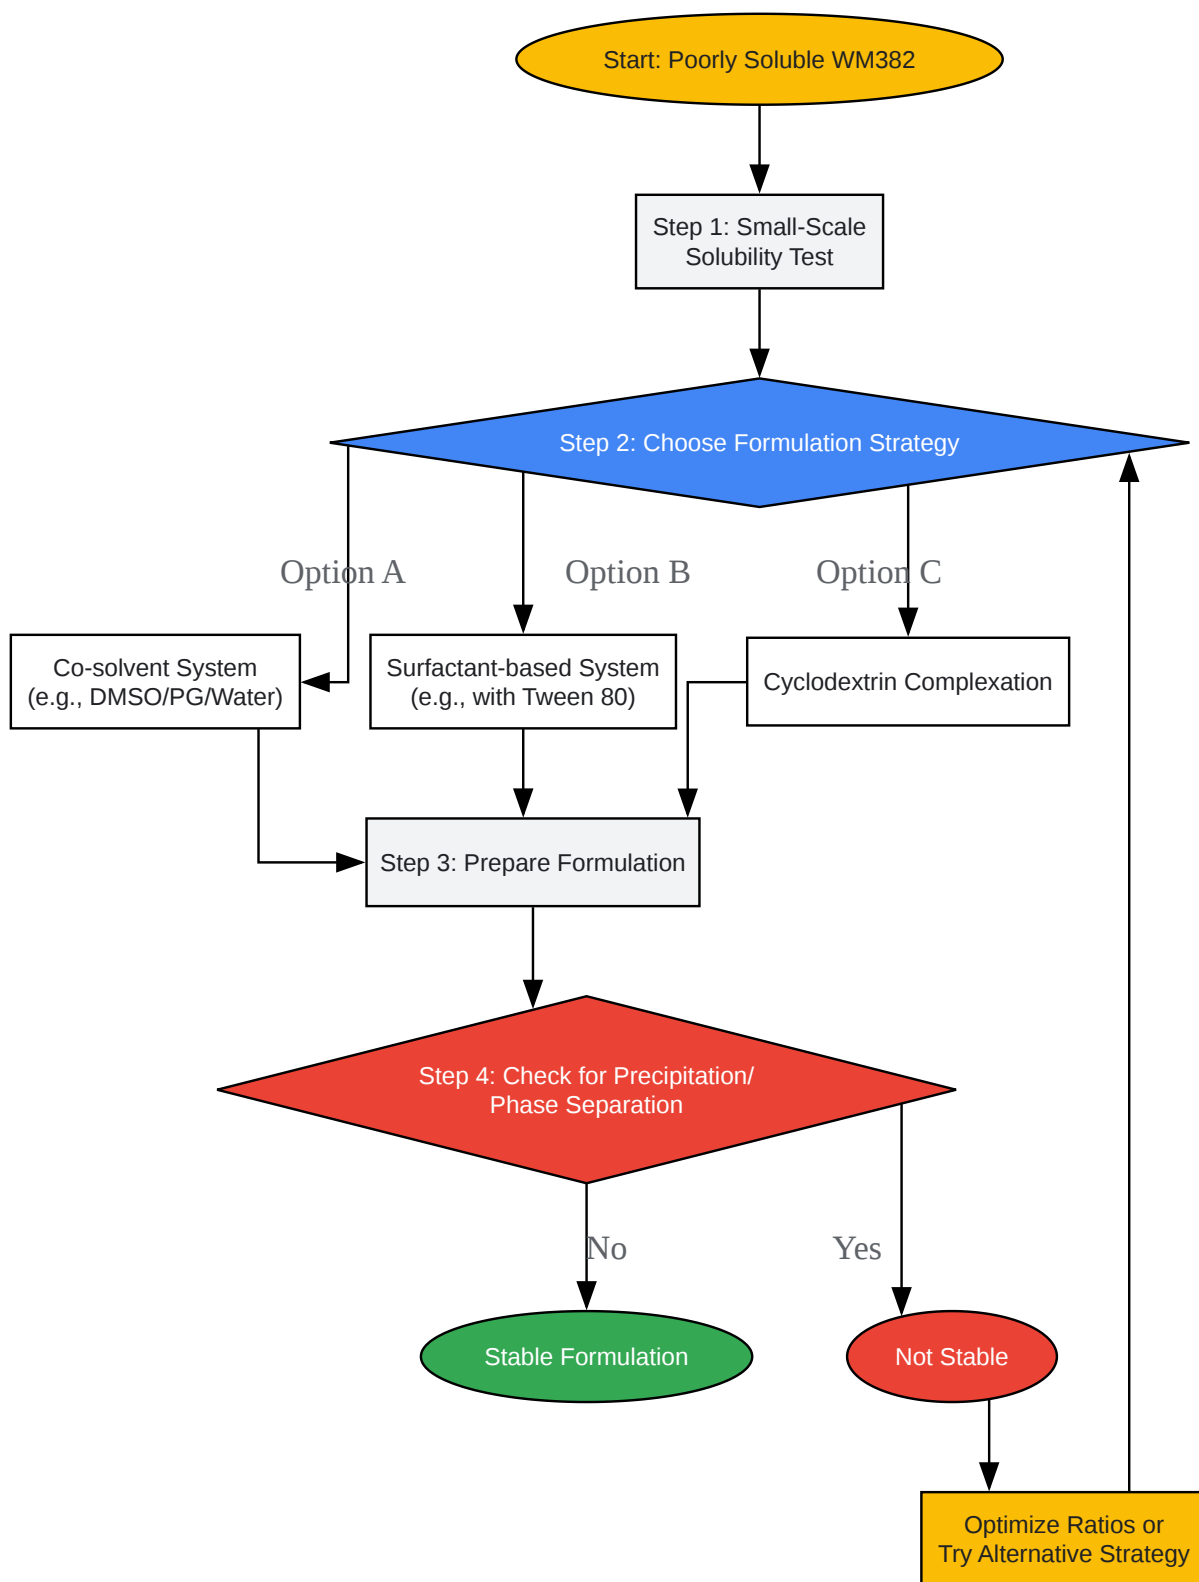 Start: Poorly Soluble WM382
Step 1: Small-Scale
Solubility Test
Step 2: Choose Formulation Strategy
Option A
Option B
Option C
Co-solvent System
(e.g., DMSO/PG/Water)
Surfactant-based System
(e.g., with Tween 80)
Cyclodextrin Complexation
Step 3: Prepare Formulation
Step 4: Check for Precipitation/
Phase Separation
No
Yes
Stable Formulation
Not Stable
Optimize Ratios or
Try Alternative Strategy